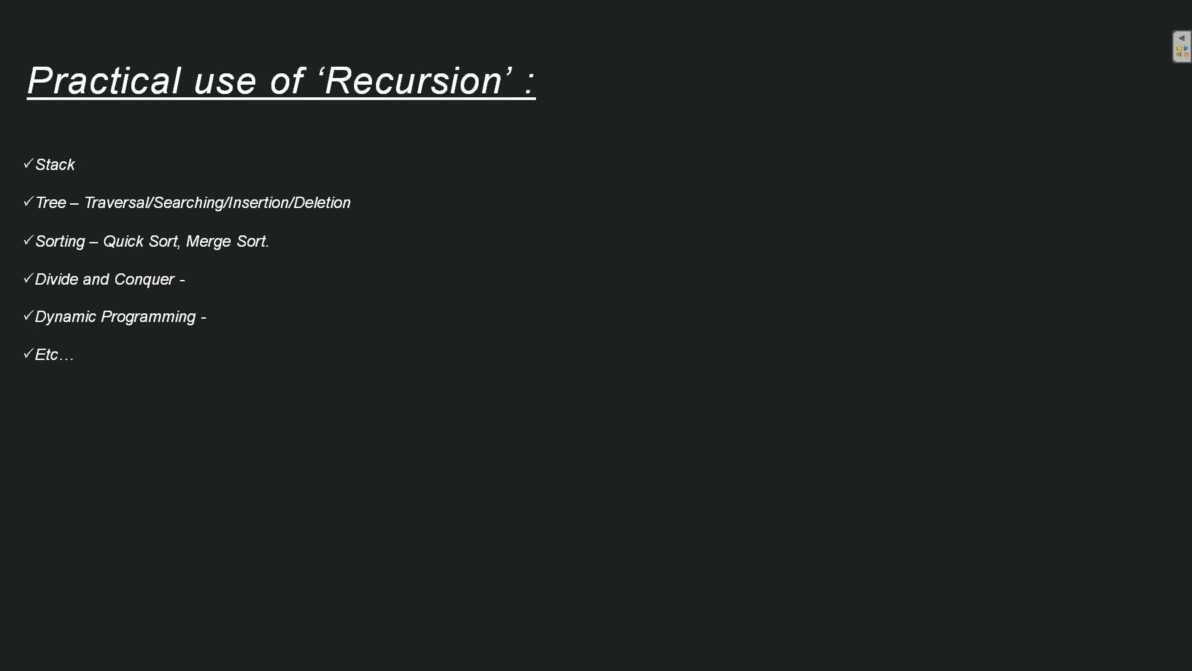 Practical use of ‘Recursion’ :
✓Stack
✓Tree – Traversal/Searching/Insertion/Deletion
✓Sorting – Quick Sort, Merge Sort.
✓Divide and Conquer -
✓Dynamic Programming -
✓Etc…